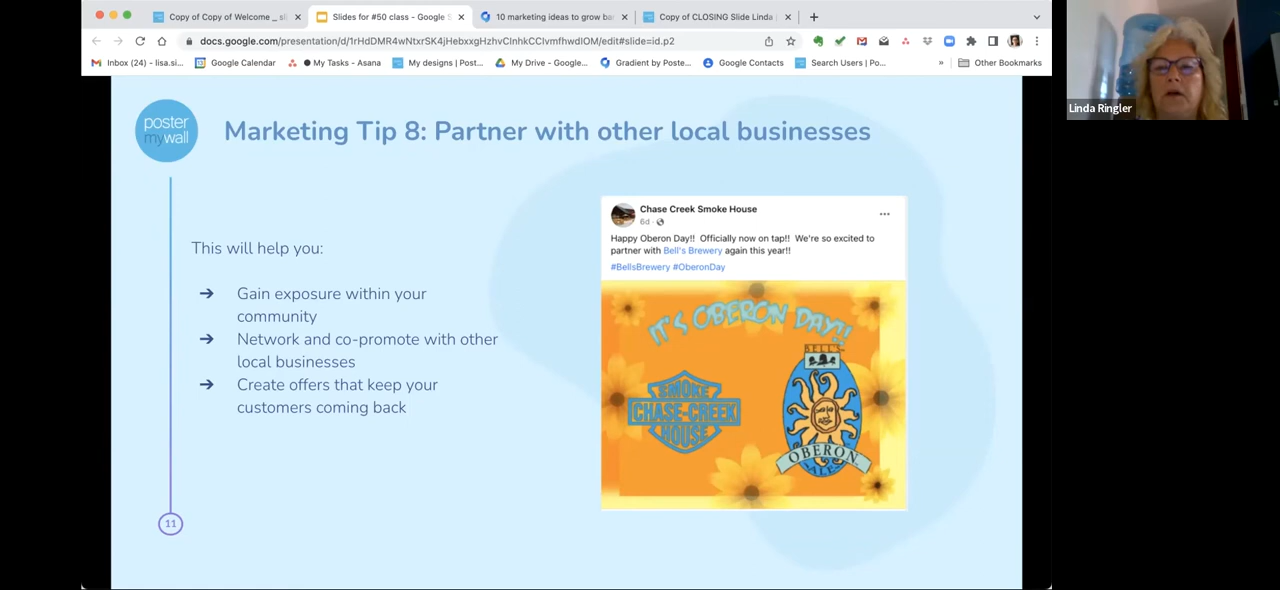 Copy of Copy of Welcome _ sl
Slides for #50 class - Google S
10 marketing ideas to grow bas
Copy of CLOSING Slide Linda
docs.google.com/presentation/d/1rHdDMR4wNtxrSK4jHebxxgHzhvCInhkCCIvmfhwdIOM/edit#slide=id.p2
Inbox (24) - lisa.si...
Google Calendar
My Tasks - Asana
My designs | Post...
My Drive - Google...
Gradient by Poste...
Google Contacts
Search Users | Po...
»
Other Bookmarks
Linda Ringler
poster
mywall
Marketing Tip 8: Partner with other local businesses
This will help you:
➔ Gain exposure within your
community
➔ Network and co-promote with other
local businesses
➔ Create offers that keep your
customers coming back
11
Chase Creek Smoke House
6d ·
Happy Oberon Day!! Officially now on tap!! We're so excited to
partner with Bell's Brewery again this year!!
#BellsBrewery #OberonDay
IT'S OBERON DAY!!
SMOKE
CHASE-CREEK
HOUSE
BELL'S
OBERON
ALE